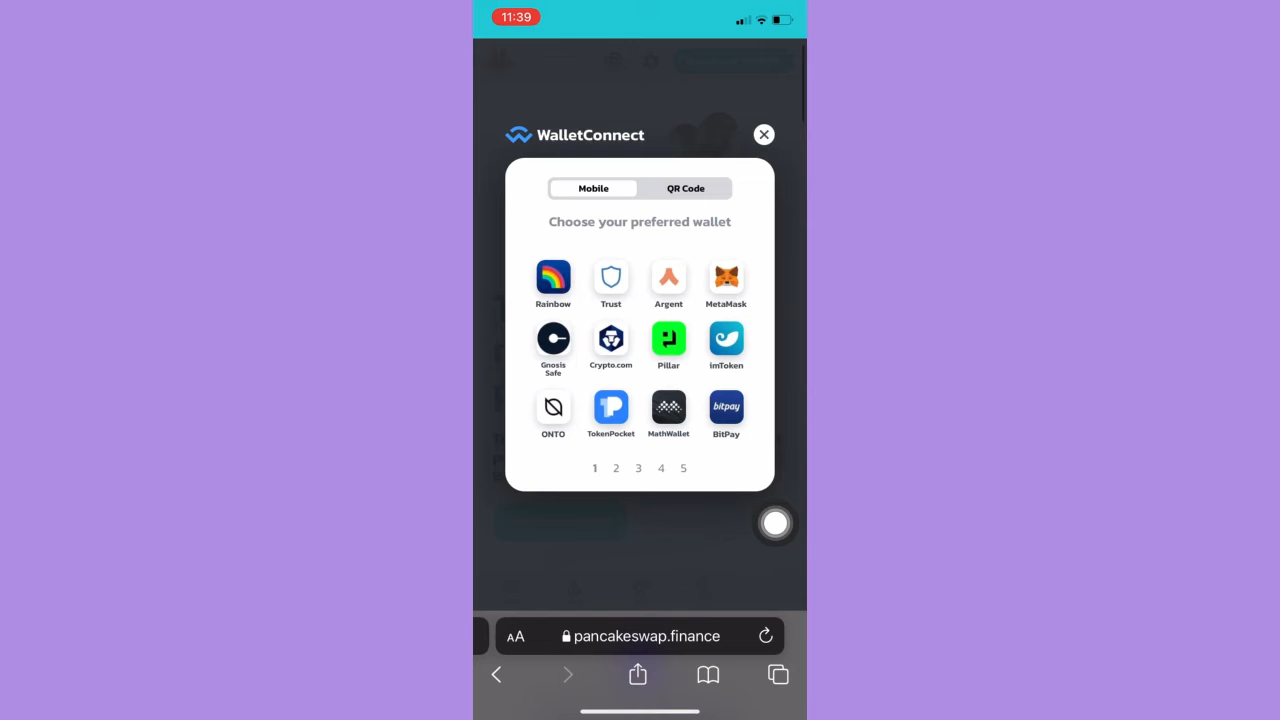 11:39
WalletConnect
Mobile QR Code
Choose your preferred wallet
Rainbow Trust Argent MetaMask
Gnosis Safe Crypto.com Pillar imToken
ONTO TokenPocket MathWallet bitpay BitPay
1 2 3 4 5
AA pancakeswap.finance